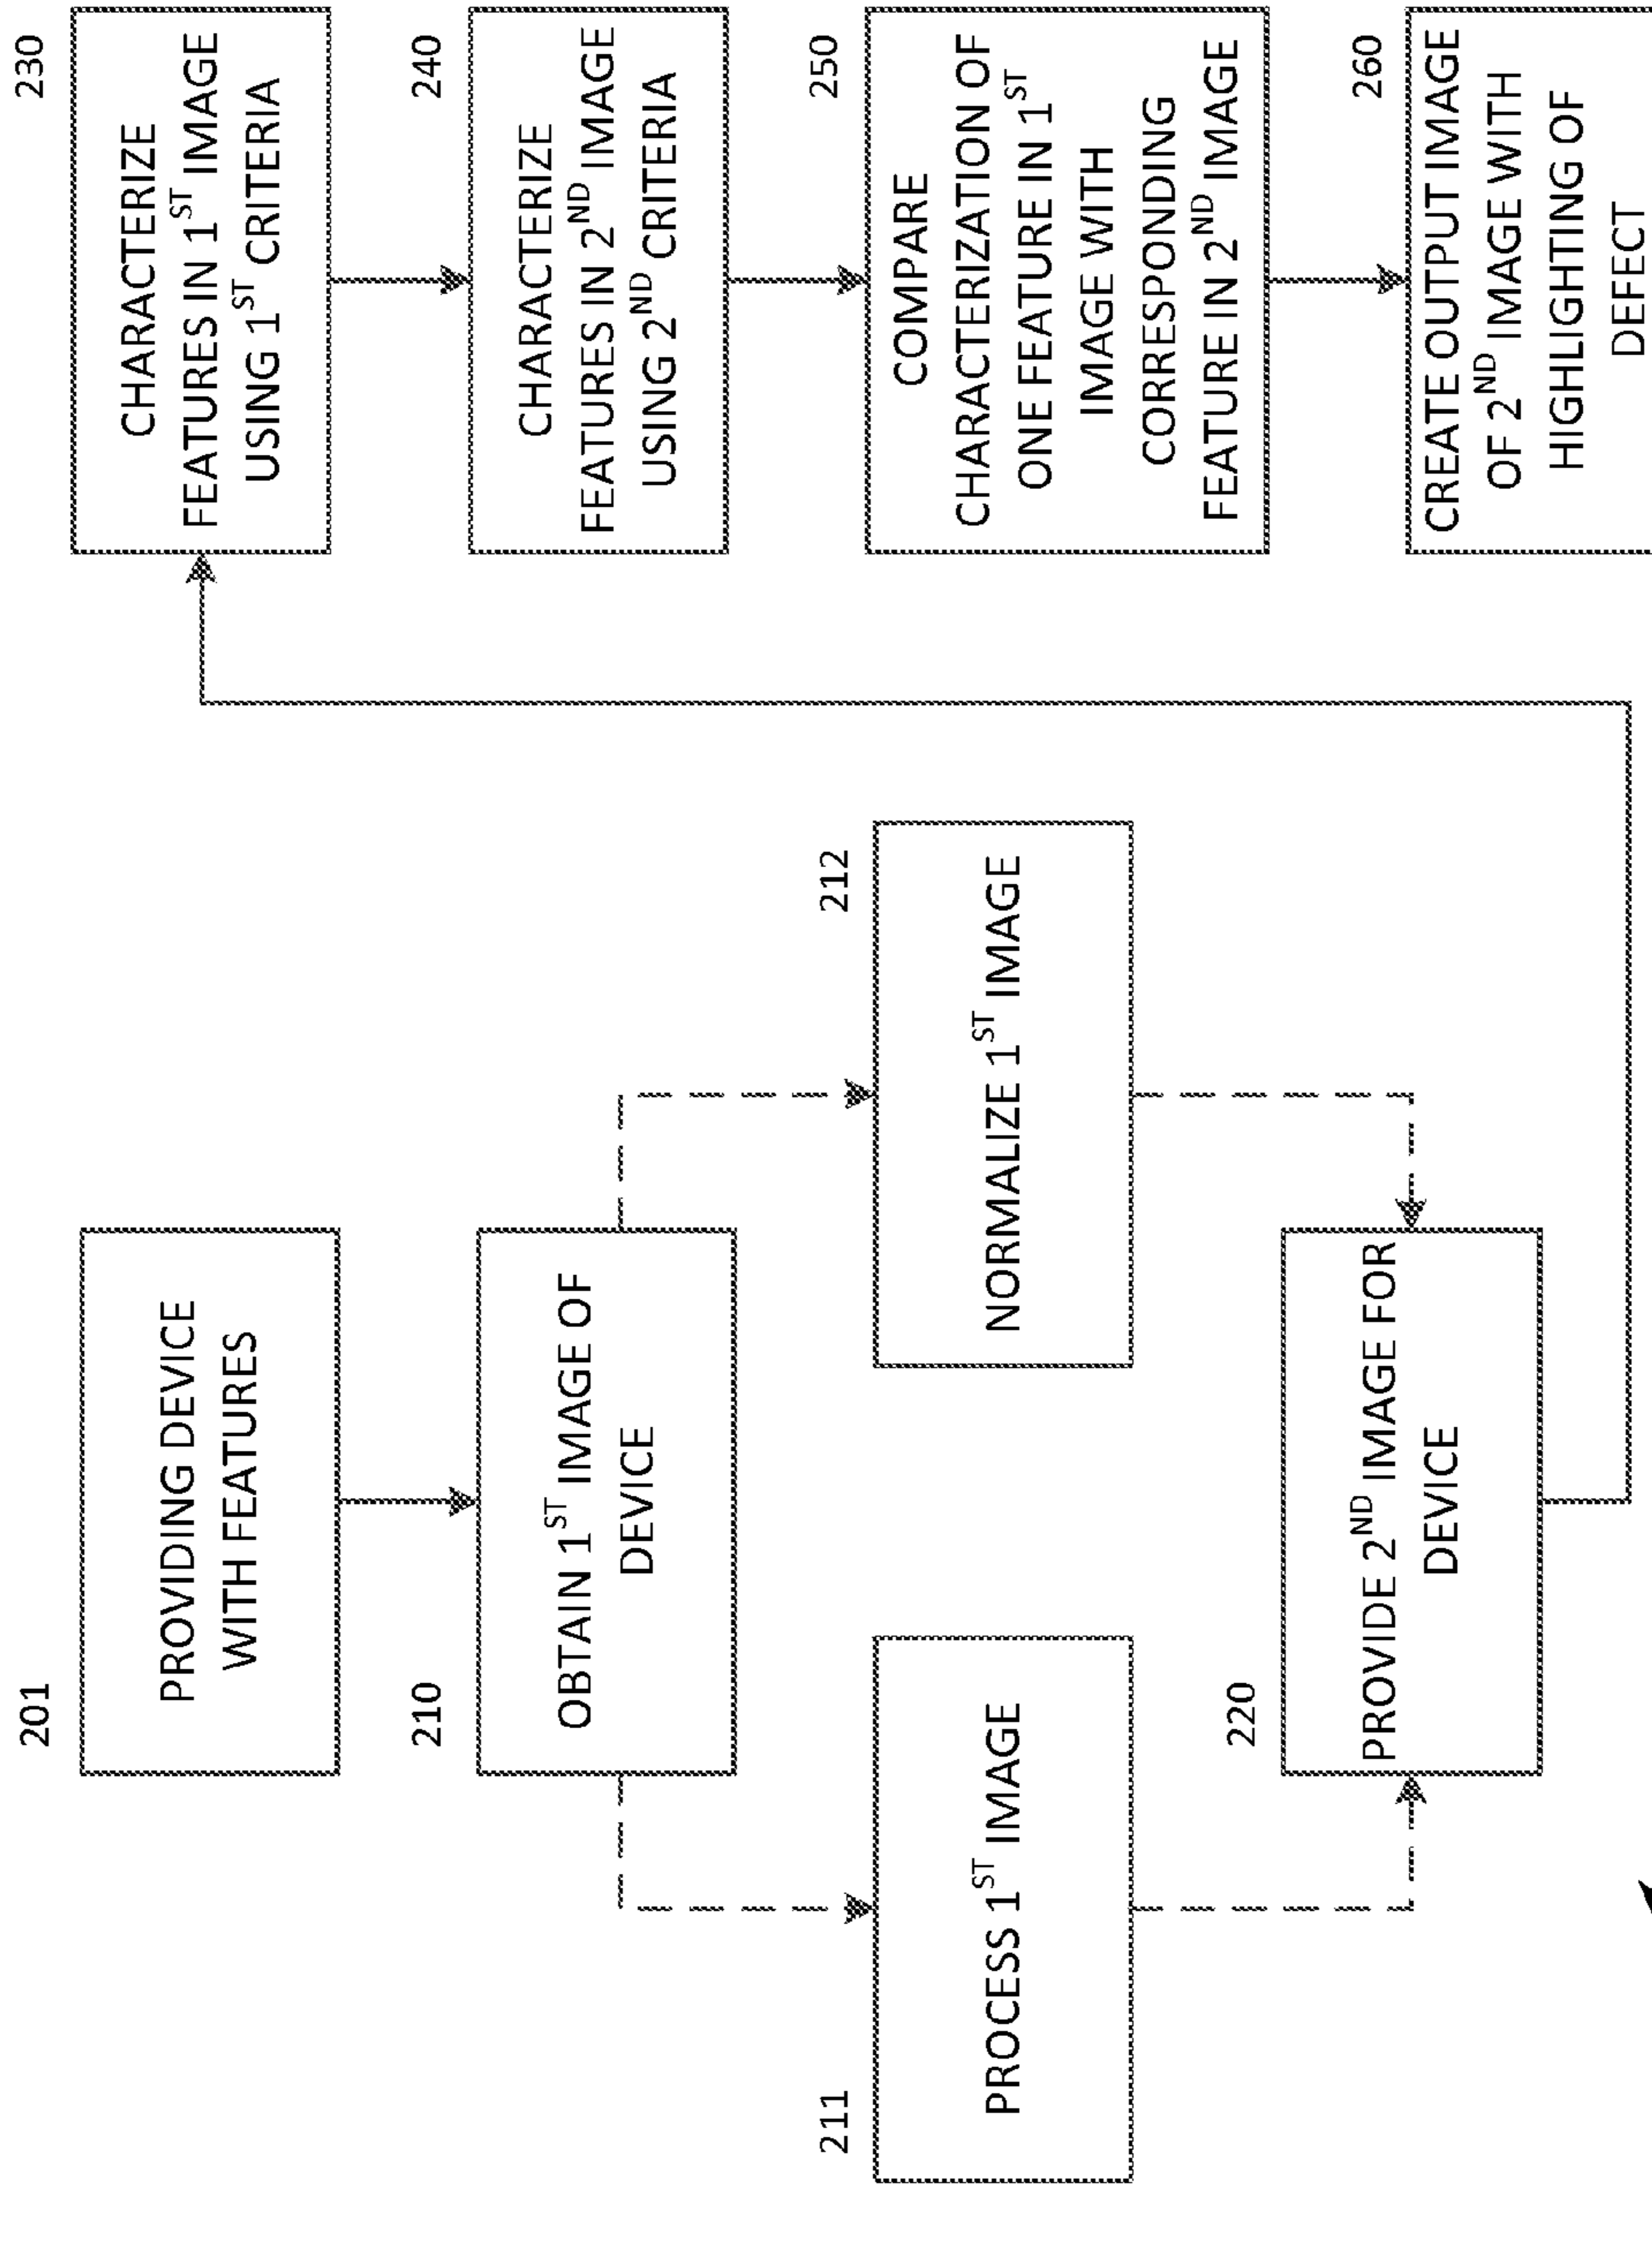 201
PROVIDING DEVICE
WITH FEATURES
210
OBTAIN 1ST IMAGE OF
DEVICE
211
PROCESS 1ST IMAGE
212
NORMALIZE 1ST IMAGE
220
PROVIDE 2ND IMAGE FOR
DEVICE
230
CHARACTERIZE
FEATURES IN 1ST IMAGE
USING 1ST CRITERIA
240
CHARACTERIZE
FEATURES IN 2ND IMAGE
USING 2ND CRITERIA
250
COMPARE
CHARACTERIZATION OF
ONE FEATURE IN 1ST
IMAGE WITH
CORRESPONDING
FEATURE IN 2ND IMAGE
260
CREATE OUTPUT IMAGE
OF 2ND IMAGE WITH
HIGHLIGHTING OF
DEFECT